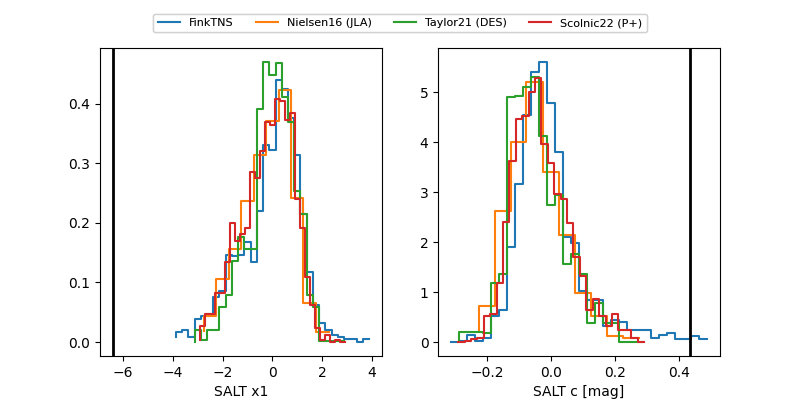 FinkTNS Nielsen16 (JLA) Taylor21 (DES) Scolnic22 (P+)
0.4
0.3
0.2
0.1
0.0
−6 −4 −2 0 2 4
SALT x1
5
4
3
2
1
0
−0.2 0.0 0.2 0.4
SALT c [mag]